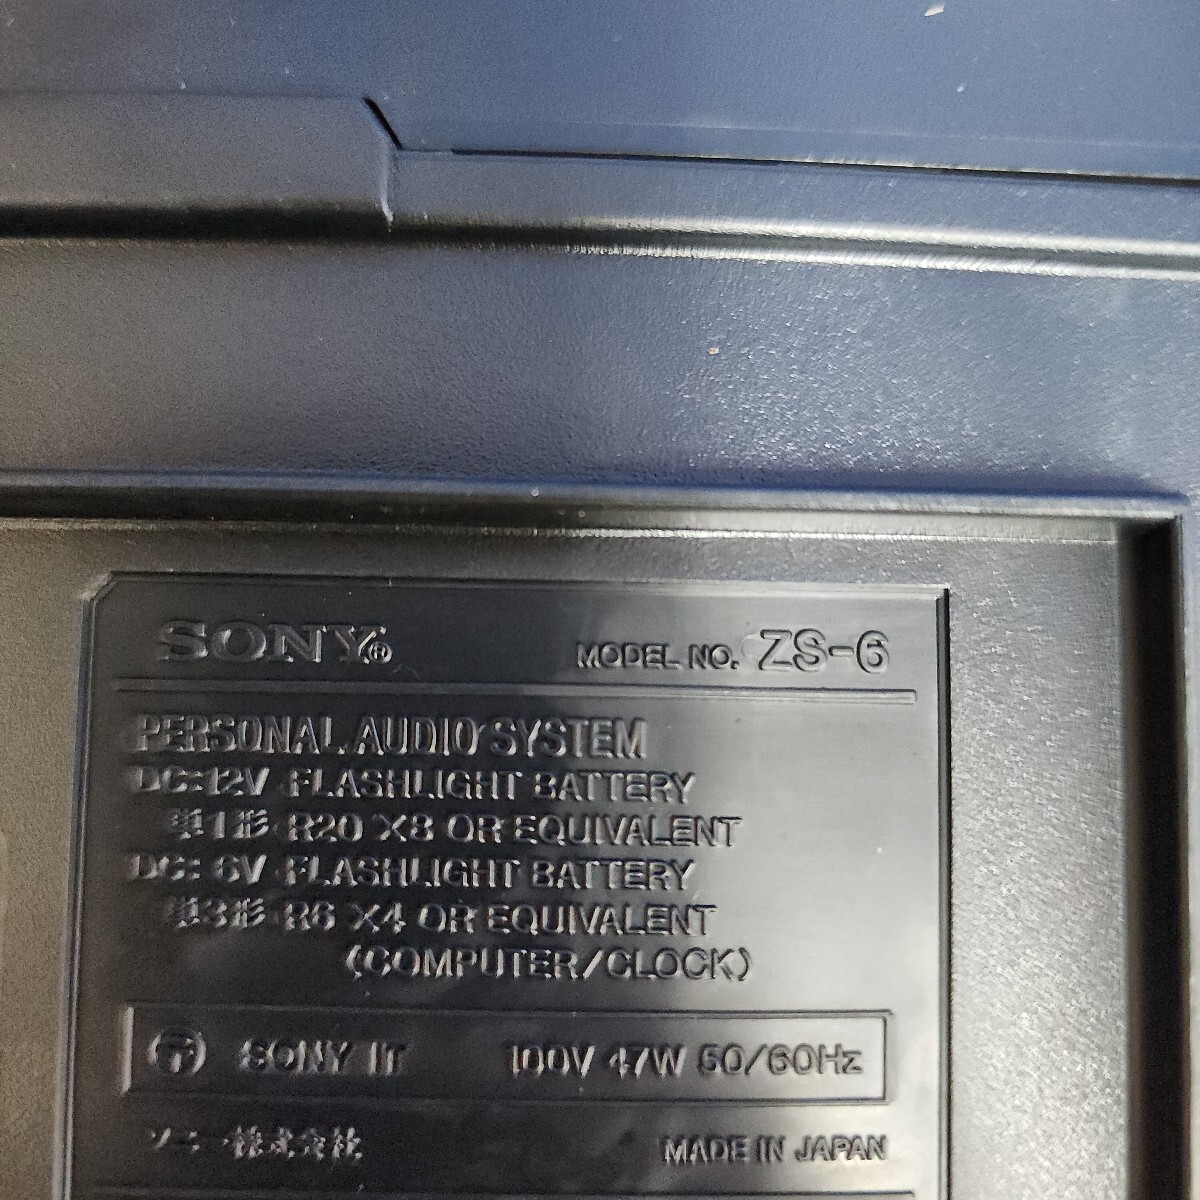 SONY® MODEL NO. ZS-6
PERSONAL AUDIO SYSTEM
DC:12V FLASHLIGHT BATTERY
単1形 R20 X8 OR EQUIVALENT
DC: 6V FLASHLIGHT BATTERY
単3形 R6 X4 OR EQUIVALENT
(COMPUTER/CLOCK)
〒 SONY IT 100V 47W 50/60Hz
ソニー株式会社 MADE IN JAPAN